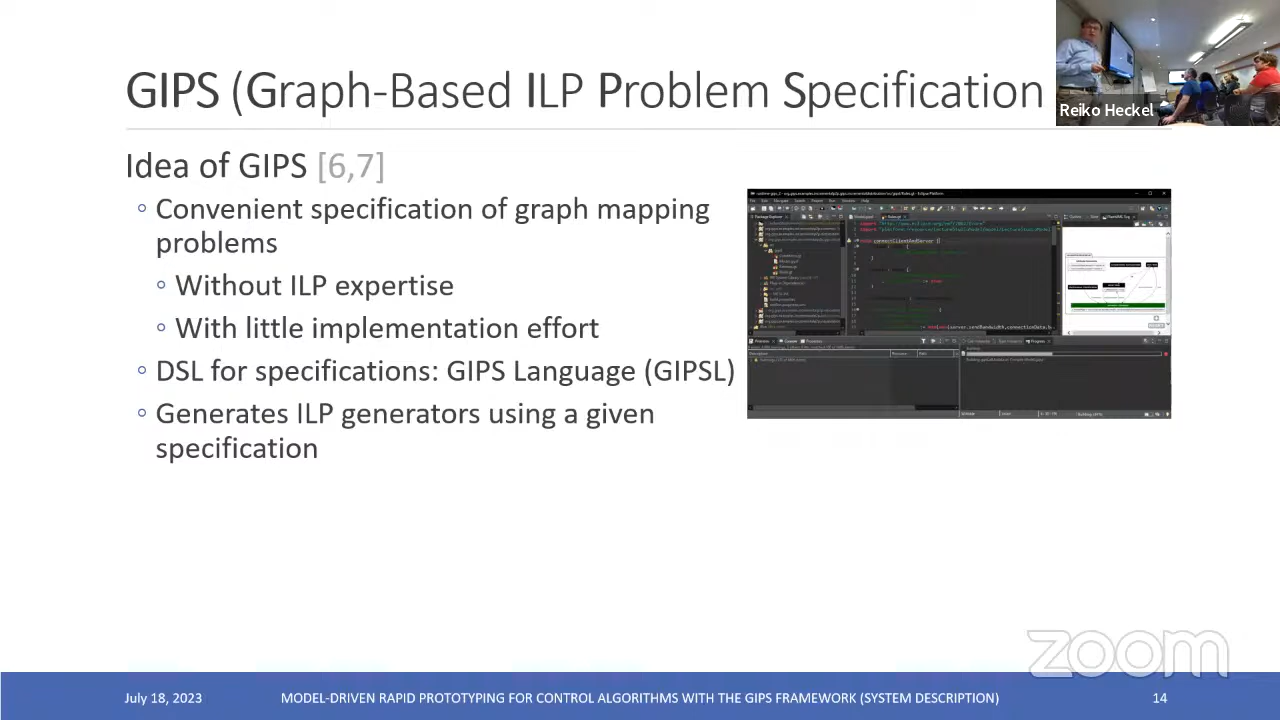 GIPS (Graph-Based ILP Problem Specification
Reiko Heckel
Idea of GIPS [6,7]
◦ Convenient specification of graph mapping
problems
◦ Without ILP expertise
◦ With little implementation effort
◦ DSL for specifications: GIPS Language (GIPSL)
◦ Generates ILP generators using a given
specification
zoom
July 18, 2023
MODEL-DRIVEN RAPID PROTOTYPING FOR CONTROL ALGORITHMS WITH THE GIPS FRAMEWORK (SYSTEM DESCRIPTION)
14